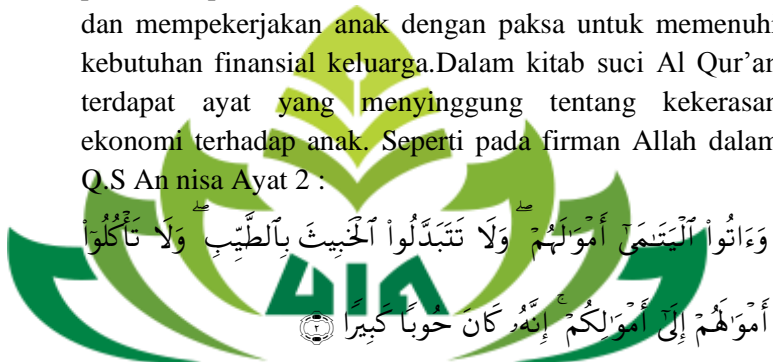 dan mempekerjakan anak dengan paksa untuk memenuhi
kebutuhan finansial keluarga.Dalam kitab suci Al Qur’an
terdapat ayat yang menyinggung tentang kekerasan
ekonomi terhadap anak. Seperti pada firman Allah dalam
Q.S An nisa Ayat 2 :
وَءَاتُواْ ٱلۡيَتَٰمَىٰٓ أَمۡوَٰلَهُمۡۖ وَلَا تَتَبَدَّلُواْ ٱلۡخَبِيثَ بِٱلطَّيِّبِۖ وَلَا تَأۡكُلُوٓاْ
أَمۡوَٰلَهُمۡ إِلَىٰٓ أَمۡوَٰلِكُمۡۚ إِنَّهُۥ كَانَ حُوبٗا كَبِيرٗا ٢